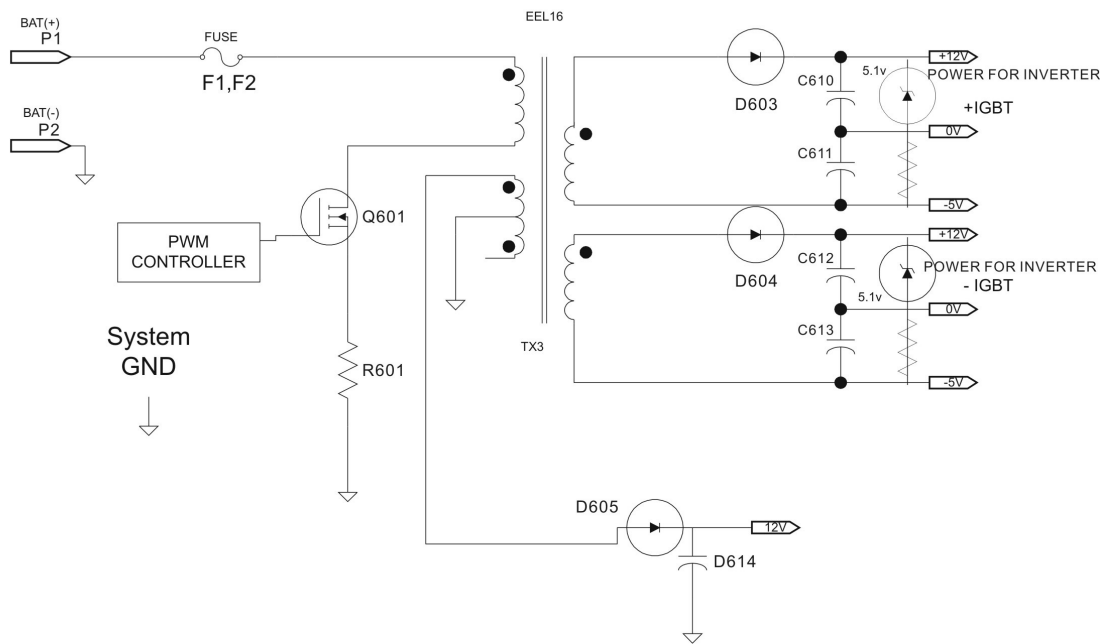 EEL16
BAT(+)
P1
FUSE
F1,F2
BAT(-)
P2
Q601
PWM
CONTROLLER
System
GND
R601
TX3
D603
C610
C611
5.1v
+12V
POWER FOR INVERTER
+IGBT
0V
-5V
D604
C612
C613
5.1v
+12V
POWER FOR INVERTER
- IGBT
0V
-5V
D605
12V
D614